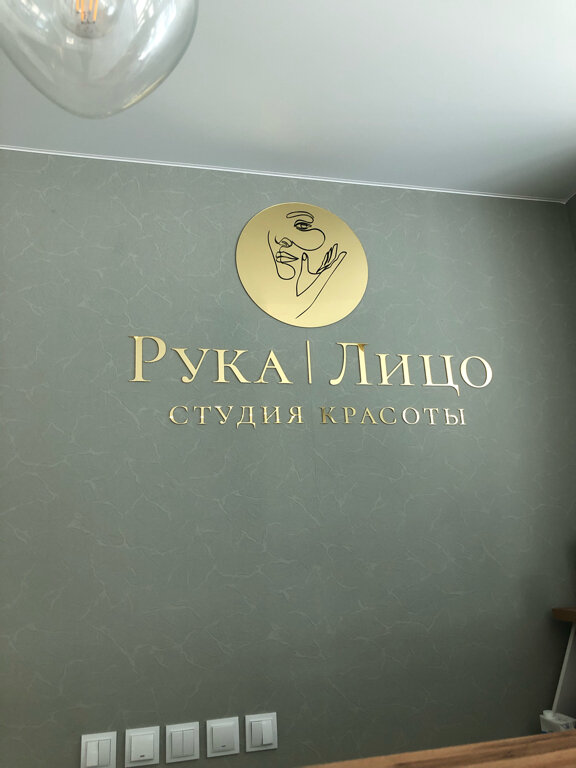 Рука | Лицо
студия красоты